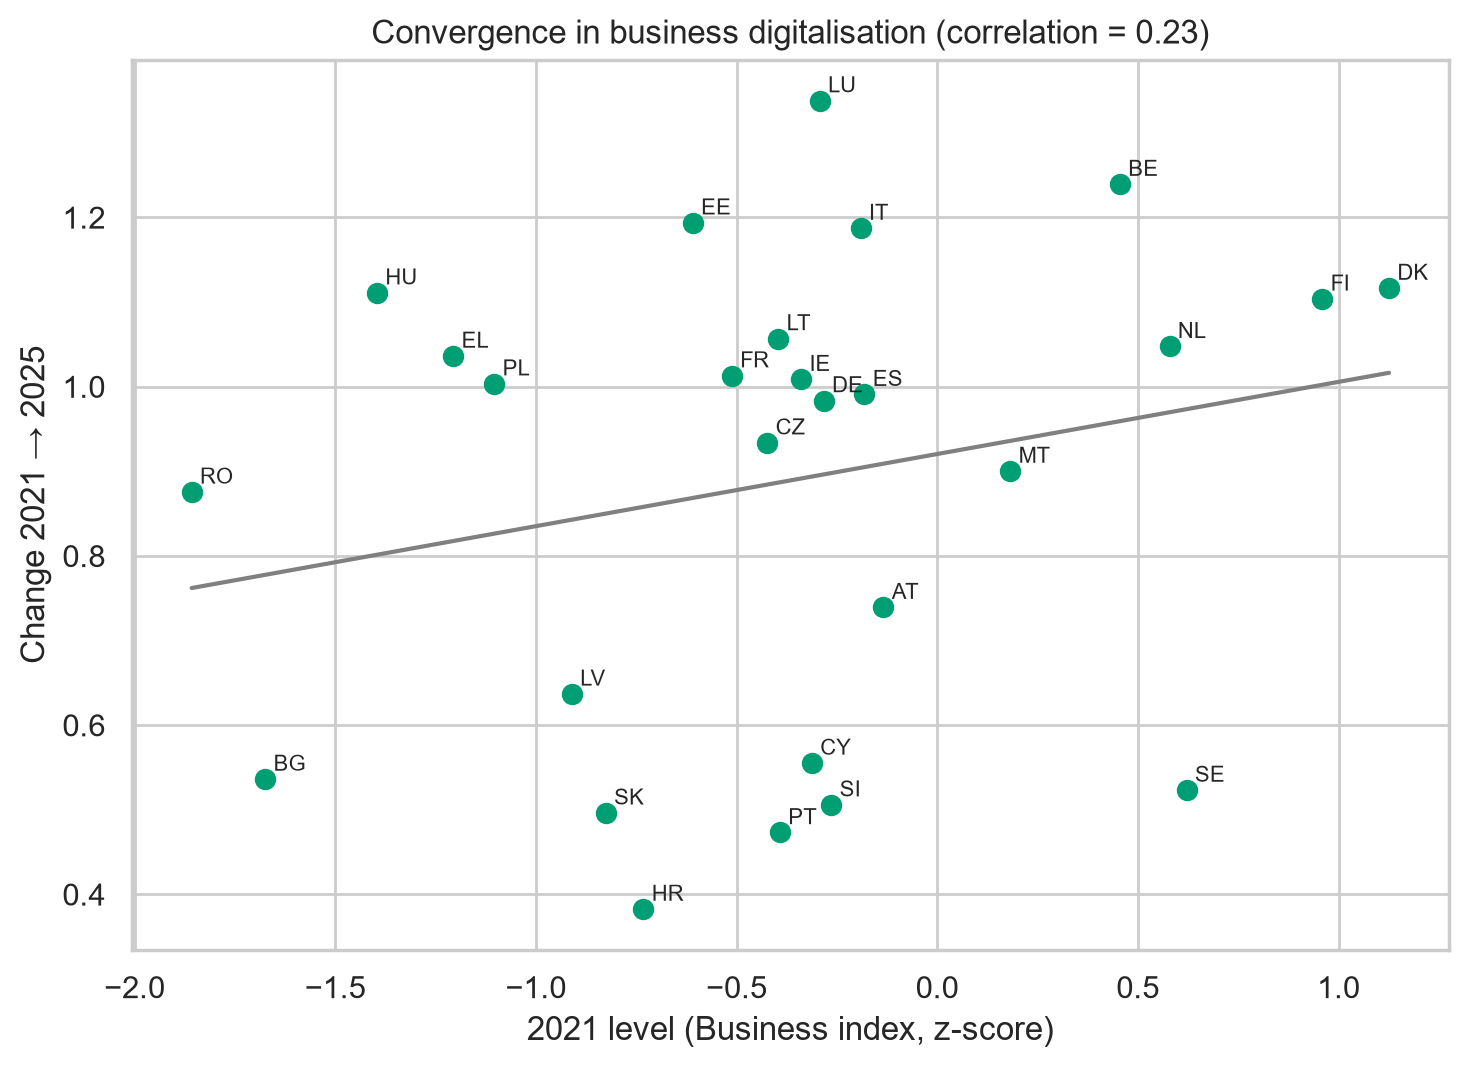 Convergence in business digitalisation (correlation = 0.23)
LU
BE
EE
IT
1.2
HU
FI
DK
LT
NL
EL
FR
IE
PL
DE
ES
1.0
CZ
MT
RO
0.8
AT
LV
0.6
CY
BG
SI
SE
SK
PT
HR
0.4
Change 2021 → 2025
−2.0 −1.5 −1.0 −0.5 0.0 0.5 1.0
2021 level (Business index, z-score)